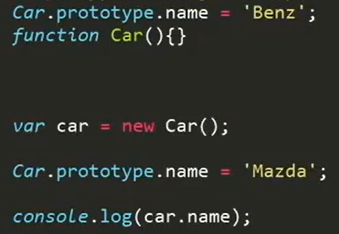 Car.prototype.name = 'Benz';
function Car(){}
var car = new Car();
Car.prototype.name = 'Mazda';
console.log(car.name);